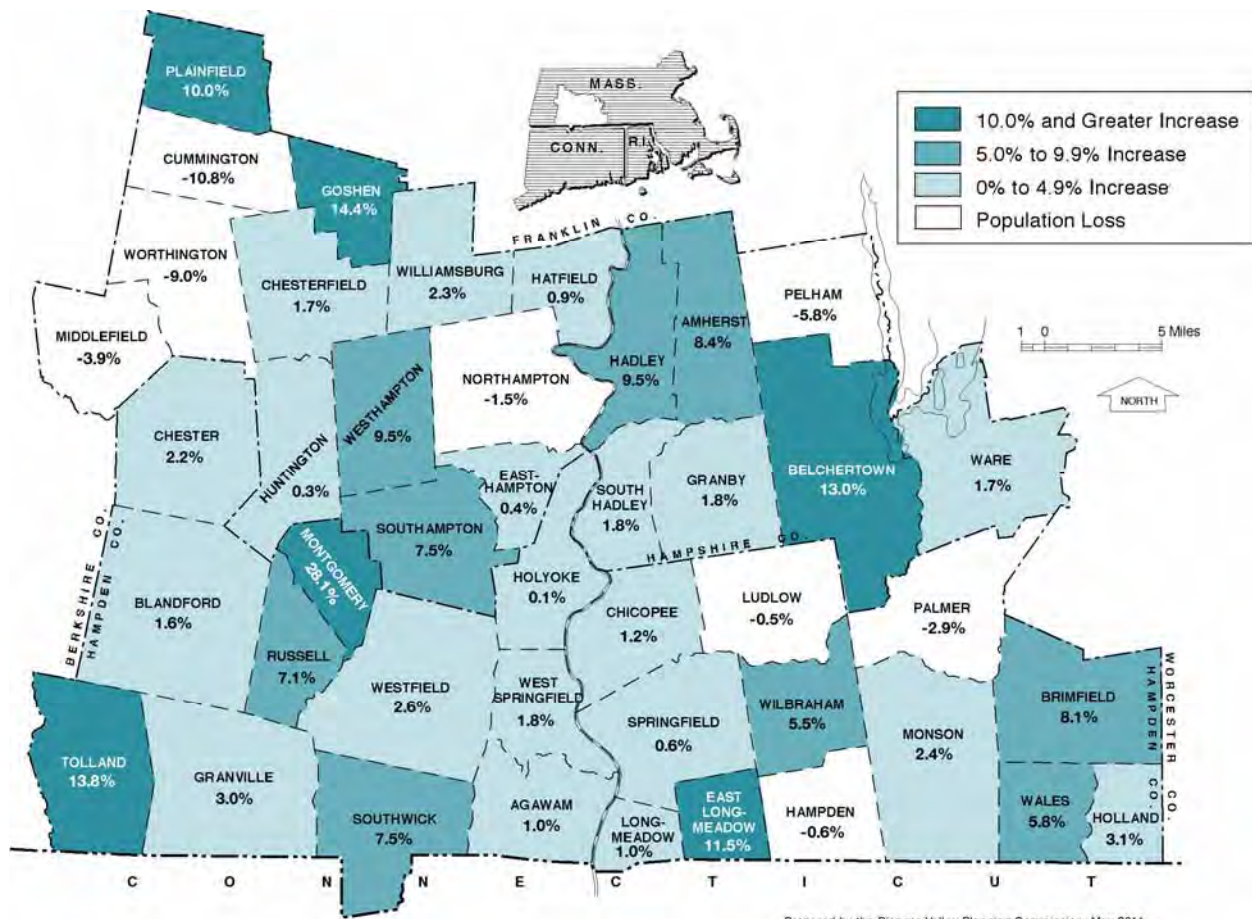 PLAINFIELD
10.0%
CUMMINGTON
-10.8%
GOSHEN
14.4%
WORTHINGTON
-9.0%
MIDDLEFIELD
-3.9%
CHESTERFIELD
1.7%
WILLIAMSBURG
2.3%
HATFIELD
0.9%
FRANKLIN CO.
MASS.
CONN.
R.I.
10.0% and Greater Increase
5.0% to 9.9% Increase
0% to 4.9% Increase
Population Loss
1 0 5 Miles
NORTH
PELHAM
-5.8%
AMHERST
8.4%
HADLEY
9.5%
NORTHAMPTON
-1.5%
WESTHAMPTON
9.5%
CHESTER
2.2%
HUNTINGTON
0.3%
EAST-
HAMPTON
0.4%
SOUTH
HADLEY
1.8%
GRANBY
1.8%
BELCHERTOWN
13.0%
WARE
1.7%
SOUTHAMPTON
7.5%
MONTGOMERY
28.1%
HAMPSHIRE CO.
BERKSHIRE CO.
HAMPDEN CO.
BLANDFORD
1.6%
HOLYOKE
0.1%
CHICOPEE
1.2%
LUDLOW
-0.5%
PALMER
-2.9%
RUSSELL
7.1%
WESTFIELD
2.6%
WEST
SPRINGFIELD
1.8%
SPRINGFIELD
0.6%
WILBRAHAM
5.5%
MONSON
2.4%
BRIMFIELD
8.1%
WORCESTER CO.
HAMPDEN CO.
TOLLAND
13.8%
GRANVILLE
3.0%
SOUTHWICK
7.5%
AGAWAM
1.0%
LONG-
MEADOW
1.0%
EAST
LONG-
MEADOW
11.5%
HAMPDEN
-0.6%
WALES
5.8%
HOLLAND
3.1%
CONNECTICUT